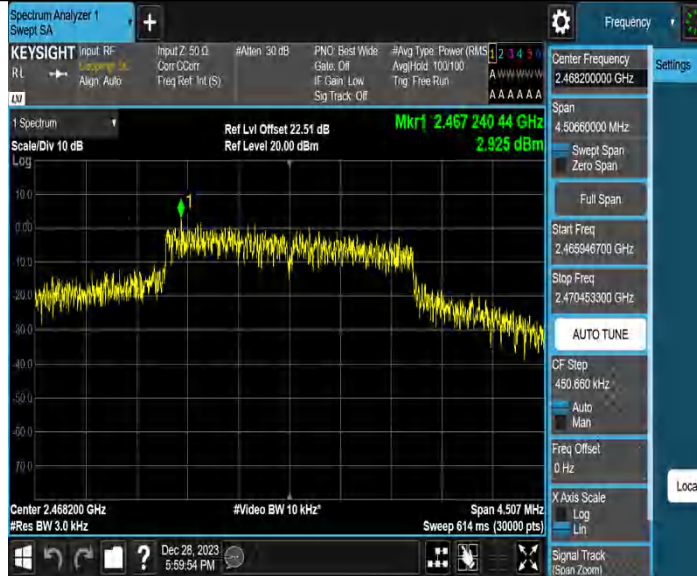 Spectrum Analyzer 1
Swept SA
+
Frequency
KEYSIGHT
Input: RF
Align: Auto
Input Z: 50 Ω
Corr CCorr
Freq Ref: Int (S)
#Atten: 30 dB
PNO: Best Wide
Gate: Off
IF Gain: Low
Sig Track: Off
#Avg Type: Power (RMS
Avg|Hold: 100/100
Trig: Free Run
1 2 3 4 5 6
A W W W W W
A A A A A A
RL
LXI
1 Spectrum
Scale/Div 10 dB
Ref Lvl Offset 22.51 dB
Ref Level 20.00 dBm
Mkr1 2.467 240 44 GHz
2.925 dBm
Log
1
10.0
0.00
-10.0
-20.0
-30.0
-40.0
-50.0
-60.0
-70.0
Center 2.468200 GHz
#Res BW 3.0 kHz
#Video BW 10 kHz*
Span 4.507 MHz
Sweep 614 ms (30000 pts)
?
Dec 28, 2023
5:59:54 PM
Center Frequency
2.468200000 GHz
Span
4.50660000 MHz
Swept Span
Zero Span
Full Span
Start Freq
2.465946700 GHz
Stop Freq
2.470453300 GHz
AUTO TUNE
CF Step
450.660 kHz
Auto
Man
Freq Offset
0 Hz
X Axis Scale
Log
Lin
Signal Track
(Span Zoom)
Settings
Loca